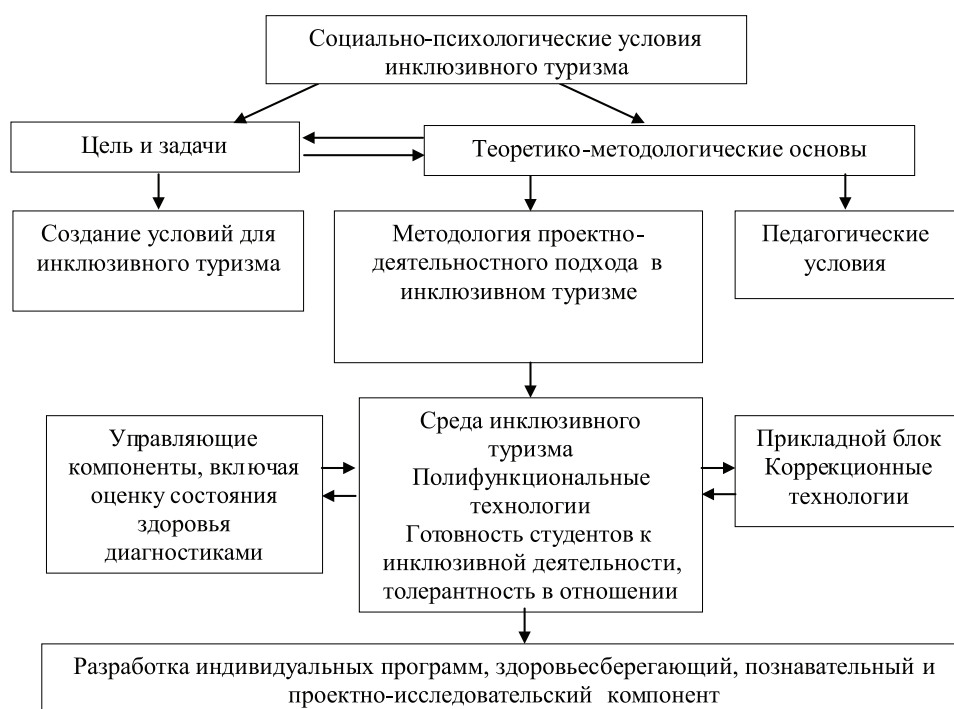 Социально-психологические условия
инклюзивного туризма
Цель и задачи
Теоретико-методологические основы
Создание условий для
инклюзивного туризма
Методология проектно-
деятельностного подхода в
инклюзивном туризме
Педагогические
условия
Управляющие
компоненты, включая
оценку состояния
здоровья
диагностиками
Среда инклюзивного
туризма
Полифункциональные
технологии
Готовность студентов к
инклюзивной деятельности,
толерантность в отношении
Прикладной блок
Коррекционные
технологии
Разработка индивидуальных программ, здоровьесберегающий, познавательный и
проектно-исследовательский компонент